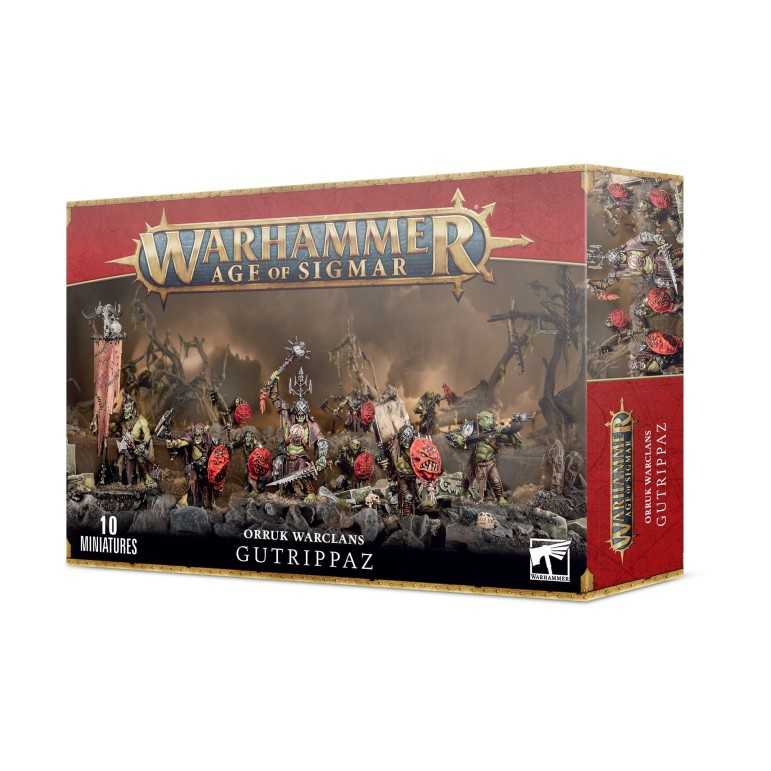 WARHAMMER
AGE OF SIGMAR
10
MINIATURES
ORRUK WARCLANS
GUTRIPPAZ
WARHAMMER
WARHAMMER
AGE OF SIGMAR
ORRUK WARCLANS
GUTRIPPAZ